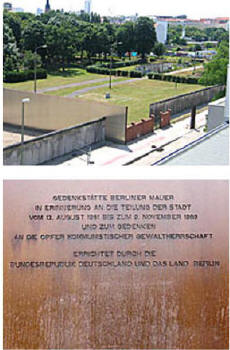 GEDENKSTÄTTE BERLINER MAUER
IN ERINNERUNG AN DIE TEILUNG DER STADT
VOM 13. AUGUST 1961 BIS ZUM 9. NOVEMBER 1989
UND ZUM GEDENKEN
AN DIE OPFER KOMMUNISTISCHER GEWALTHERRSCHAFT
ERRICHTET DURCH DIE
BUNDESREPUBLIK DEUTSCHLAND UND DAS LAND BERLIN